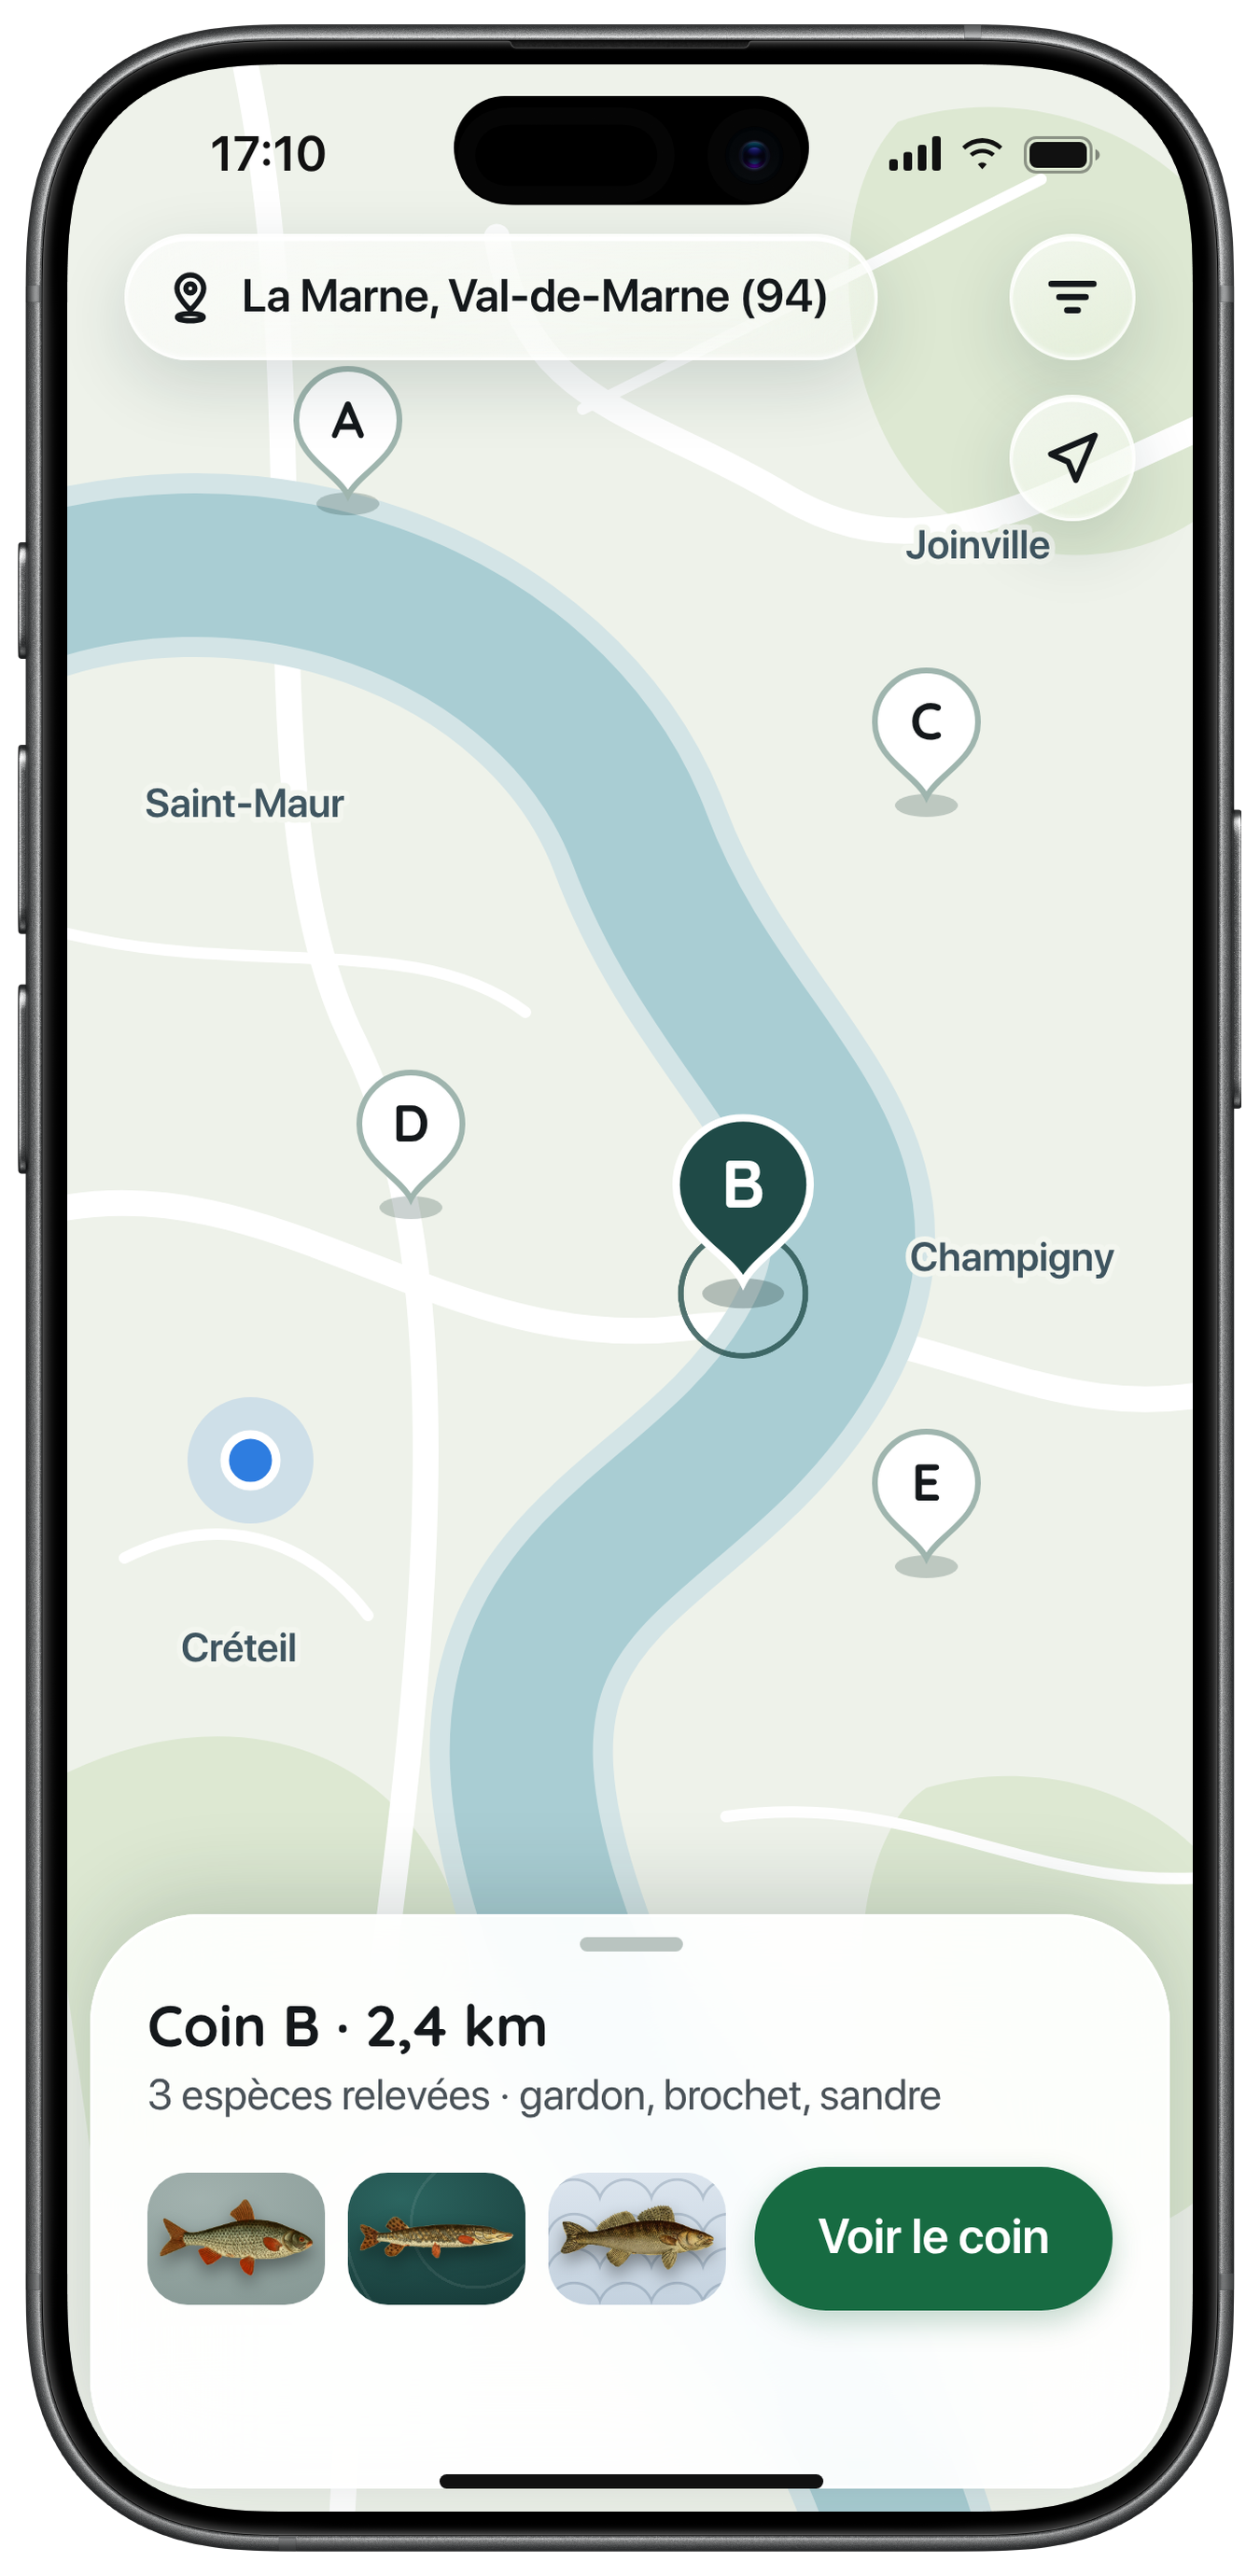 17:10
La Marne, Val-de-Marne (94)
A
Joinville
C
Saint-Maur
D
B
Champigny
E
Créteil
Coin B · 2,4 km
3 espèces relevées · gardon, brochet, sandre
Voir le coin